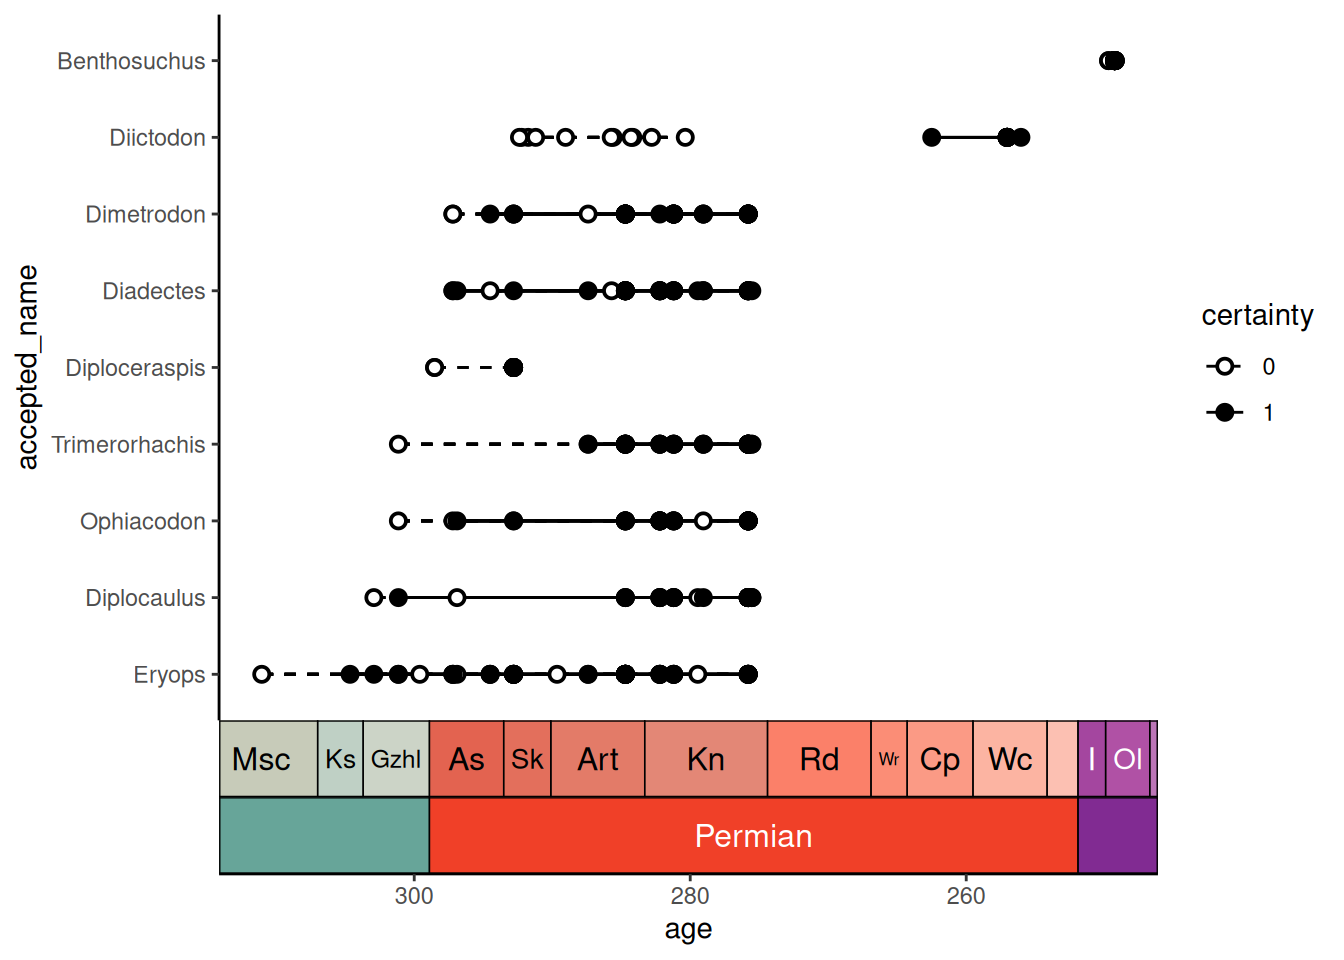 Benthosuchus
Diictodon
Dimetrodon
Diadectes
Diploceraspis
Trimerorhachis
Ophiacodon
Diplocaulus
Eryops
accepted_name
certainty
0
1
Msc Ks Gzhl As Sk Art Kn Rd Wr Cp Wc I Ol
Permian
300 280 260
age